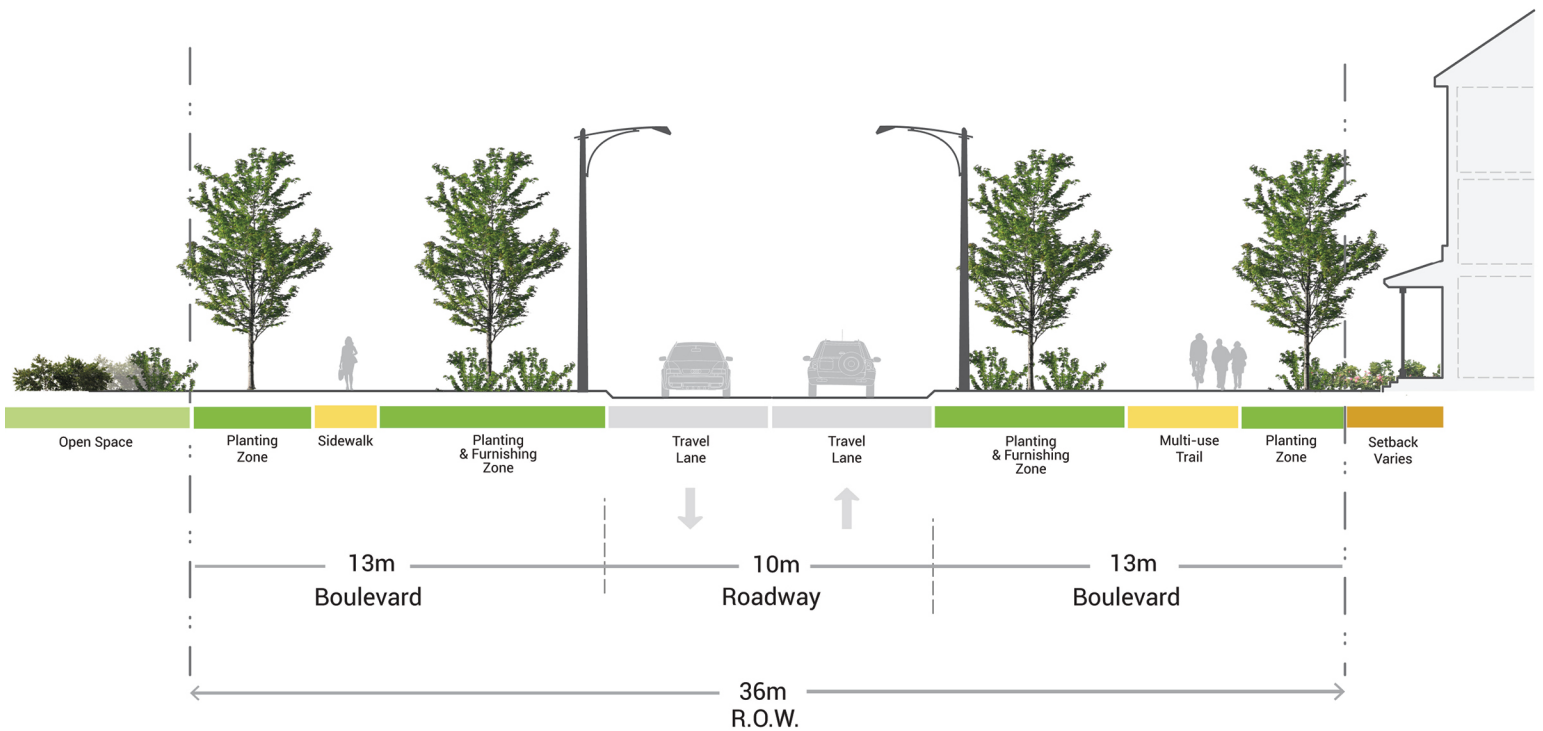 Open Space
Planting
Zone
Sidewalk
Planting
& Furnishing
Zone
Travel
Lane
Travel
Lane
Planting
& Furnishing
Zone
Multi-use
Trail
Planting
Zone
Setback
Varies
13m
Boulevard
10m
Roadway
13m
Boulevard
36m
R.O.W.